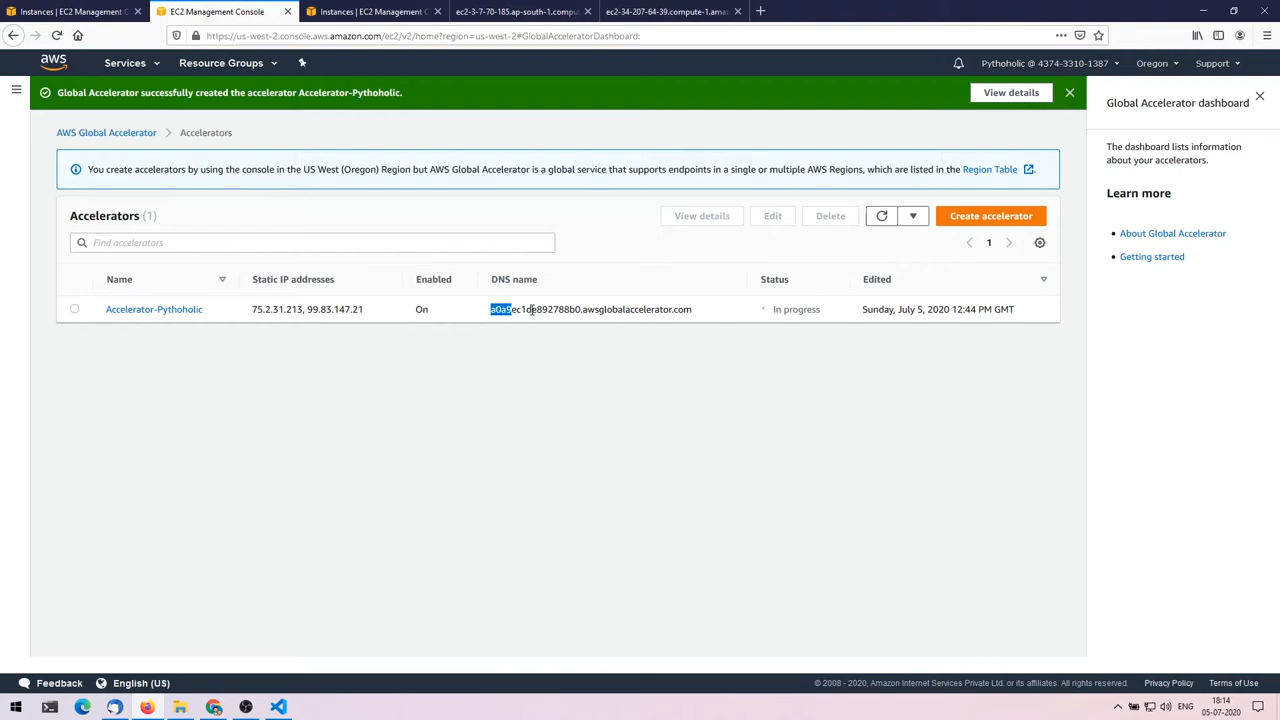 Instances | EC2 Management C
EC2 Management Console
Instances | EC2 Management C
ec2-3-7-70-185.ap-south-1.compu
ec2-34-207-64-39.compute-1.ama
https://us-west-2.console.aws.amazon.com/ec2/v2/home?region=us-west-2#GlobalAcceleratorDashboard:
aws
Services
Resource Groups
Pythoholic @ 4374-3310-1387
Oregon
Support
Global Accelerator successfully created the accelerator Accelerator-Pythoholic.
View details
Global Accelerator dashboard
The dashboard lists information
about your accelerators.
Learn more
About Global Accelerator
Getting started
AWS Global Accelerator
Accelerators
You create accelerators by using the console in the US West (Oregon) Region but AWS Global Accelerator is a global service that supports endpoints in a single or multiple AWS Regions, which are listed in the Region Table
.
Accelerators (1)
View details
Edit
Delete
Create accelerator
Find accelerators
1
Name
Static IP addresses
Enabled
DNS name
Status
Edited
Accelerator-Pythoholic
75.2.31.213, 99.83.147.21
On
a0a9ec1de892788b0.awsglobalaccelerator.com
In progress
Sunday, July 5, 2020 12:44 PM GMT
Feedback
English (US)
© 2008 - 2020, Amazon Internet Services Private Ltd. or its affiliates. All rights reserved.
Privacy Policy
Terms of Use
ENG
18:14
05-07-2020